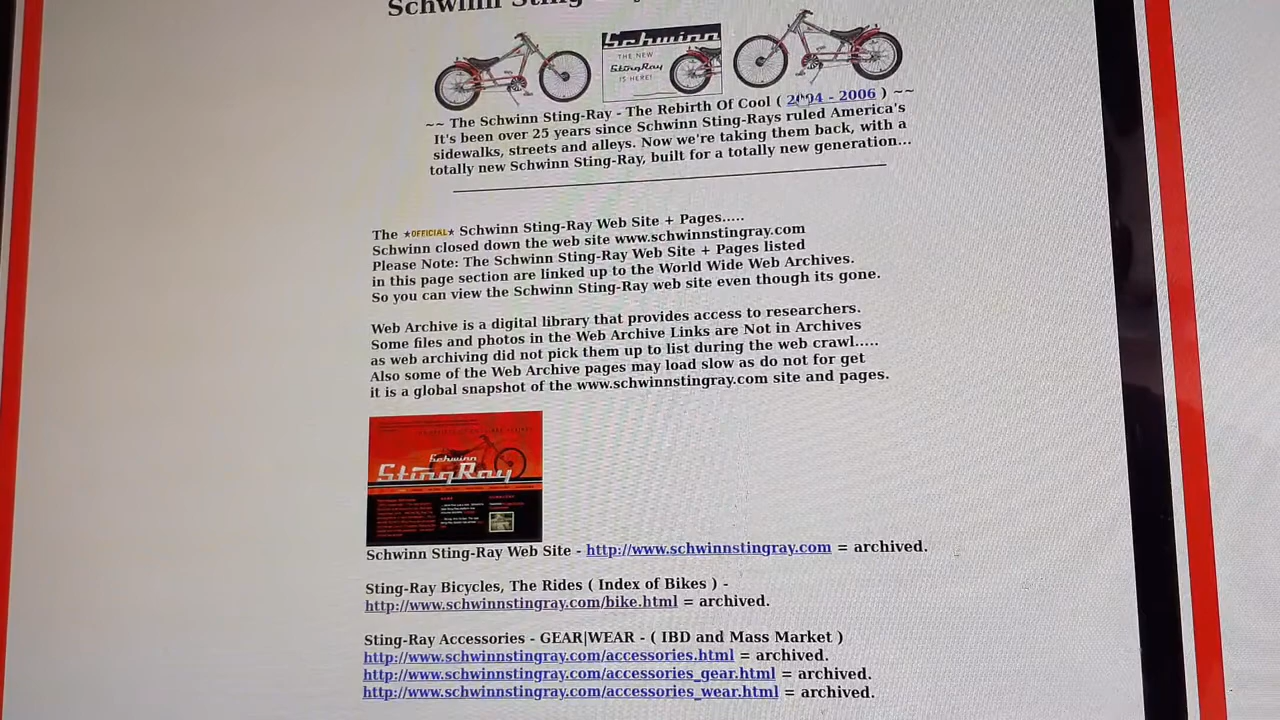 Schwinn Sting-
Schwinn
THE NEW
StingRay
IS HERE!
~~ The Schwinn Sting-Ray - The Rebirth Of Cool ( 2004 - 2006 ) ~~
It's been over 25 years since Schwinn Sting-Rays ruled America's
sidewalks, streets and alleys. Now we're taking them back, with a
totally new Schwinn Sting-Ray, built for a totally new generation...
The ★OFFICIAL★ Schwinn Sting-Ray Web Site + Pages.....
Schwinn closed down the web site www.schwinnstingray.com
Please Note: The Schwinn Sting-Ray Web Site + Pages listed
in this page section are linked up to the World Wide Web Archives.
So you can view the Schwinn Sting-Ray web site even though its gone.
Web Archive is a digital library that provides access to researchers.
Some files and photos in the Web Archive Links are Not in Archives
as web archiving did not pick them up to list during the web crawl.....
Also some of the Web Archive pages may load slow as do not for get
it is a global snapshot of the www.schwinnstingray.com site and pages.
Schwinn
StingRay
Schwinn Sting-Ray Web Site - http://www.schwinnstingray.com = archived.
Sting-Ray Bicycles, The Rides ( Index of Bikes ) -
http://www.schwinnstingray.com/bike.html = archived.
Sting-Ray Accessories - GEAR|WEAR - ( IBD and Mass Market )
http://www.schwinnstingray.com/accessories.html = archived.
http://www.schwinnstingray.com/accessories_gear.html = archived.
http://www.schwinnstingray.com/accessories_wear.html = archived.